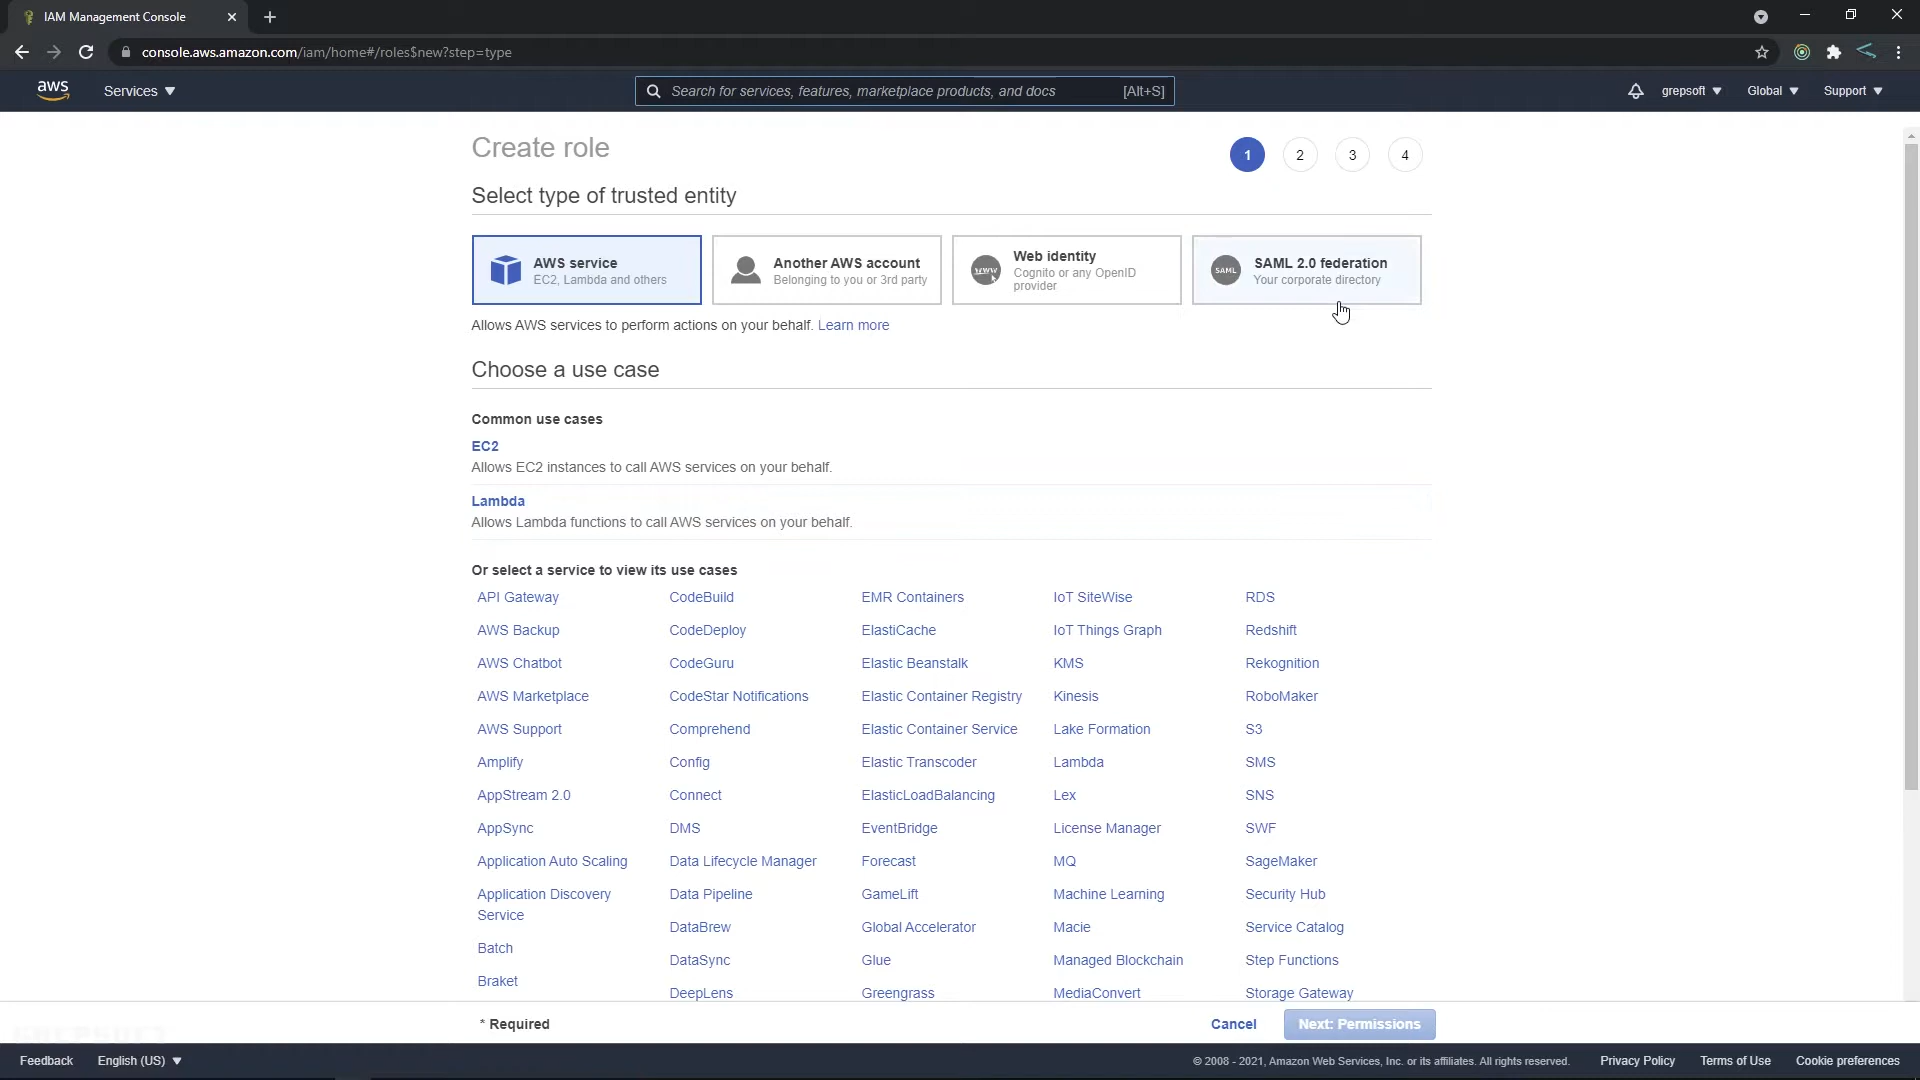 IAM Management Console
console.aws.amazon.com/iam/home#/roles$new?step=type
aws
Services
Search for services, features, marketplace products, and docs
[Alt+S]
grepsoft
Global
Support
Create role
1
2
3
4
Select type of trusted entity
AWS service
EC2, Lambda and others
Another AWS account
Belonging to you or 3rd party
www
Web identity
Cognito or any OpenID
provider
SAML
SAML 2.0 federation
Your corporate directory
Allows AWS services to perform actions on your behalf. Learn more
Choose a use case
Common use cases
EC2
Allows EC2 instances to call AWS services on your behalf.
Lambda
Allows Lambda functions to call AWS services on your behalf.
Or select a service to view its use cases
API Gateway
AWS Backup
AWS Chatbot
AWS Marketplace
AWS Support
Amplify
AppStream 2.0
AppSync
Application Auto Scaling
Application Discovery
Service
Batch
Braket
CodeBuild
CodeDeploy
CodeGuru
CodeStar Notifications
Comprehend
Config
Connect
DMS
Data Lifecycle Manager
Data Pipeline
DataBrew
DataSync
DeepLens
EMR Containers
ElastiCache
Elastic Beanstalk
Elastic Container Registry
Elastic Container Service
Elastic Transcoder
ElasticLoadBalancing
EventBridge
Forecast
GameLift
Global Accelerator
Glue
Greengrass
IoT SiteWise
IoT Things Graph
KMS
Kinesis
Lake Formation
Lambda
Lex
License Manager
MQ
Machine Learning
Macie
Managed Blockchain
MediaConvert
RDS
Redshift
Rekognition
RoboMaker
S3
SMS
SNS
SWF
SageMaker
Security Hub
Service Catalog
Step Functions
Storage Gateway
* Required
Cancel
Next: Permissions
Feedback
English (US)
© 2008 - 2021, Amazon Web Services, Inc. or its affiliates. All rights reserved.
Privacy Policy
Terms of Use
Cookie preferences